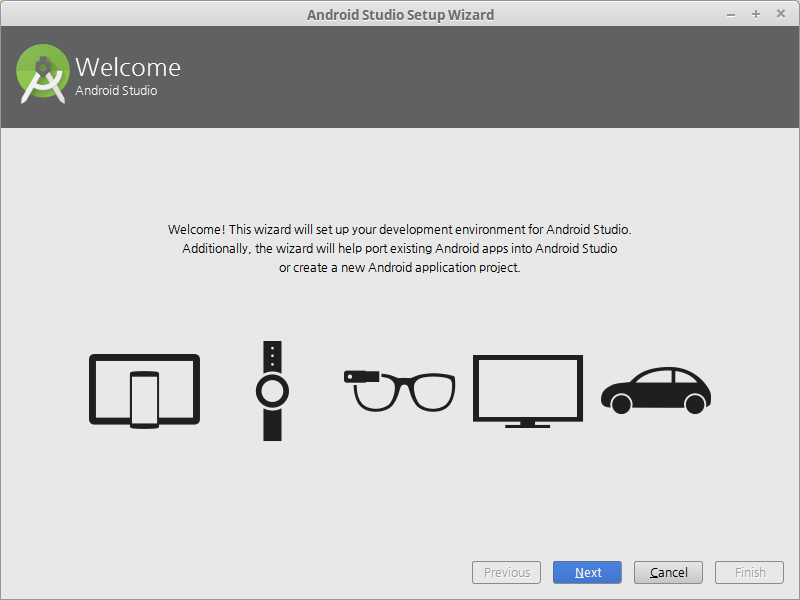 Android Studio Setup Wizard
Welcome
Android Studio
Welcome! This wizard will set up your development environment for Android Studio.
Additionally, the wizard will help port existing Android apps into Android Studio
or create a new Android application project.
Previous
Next
Cancel
Finish